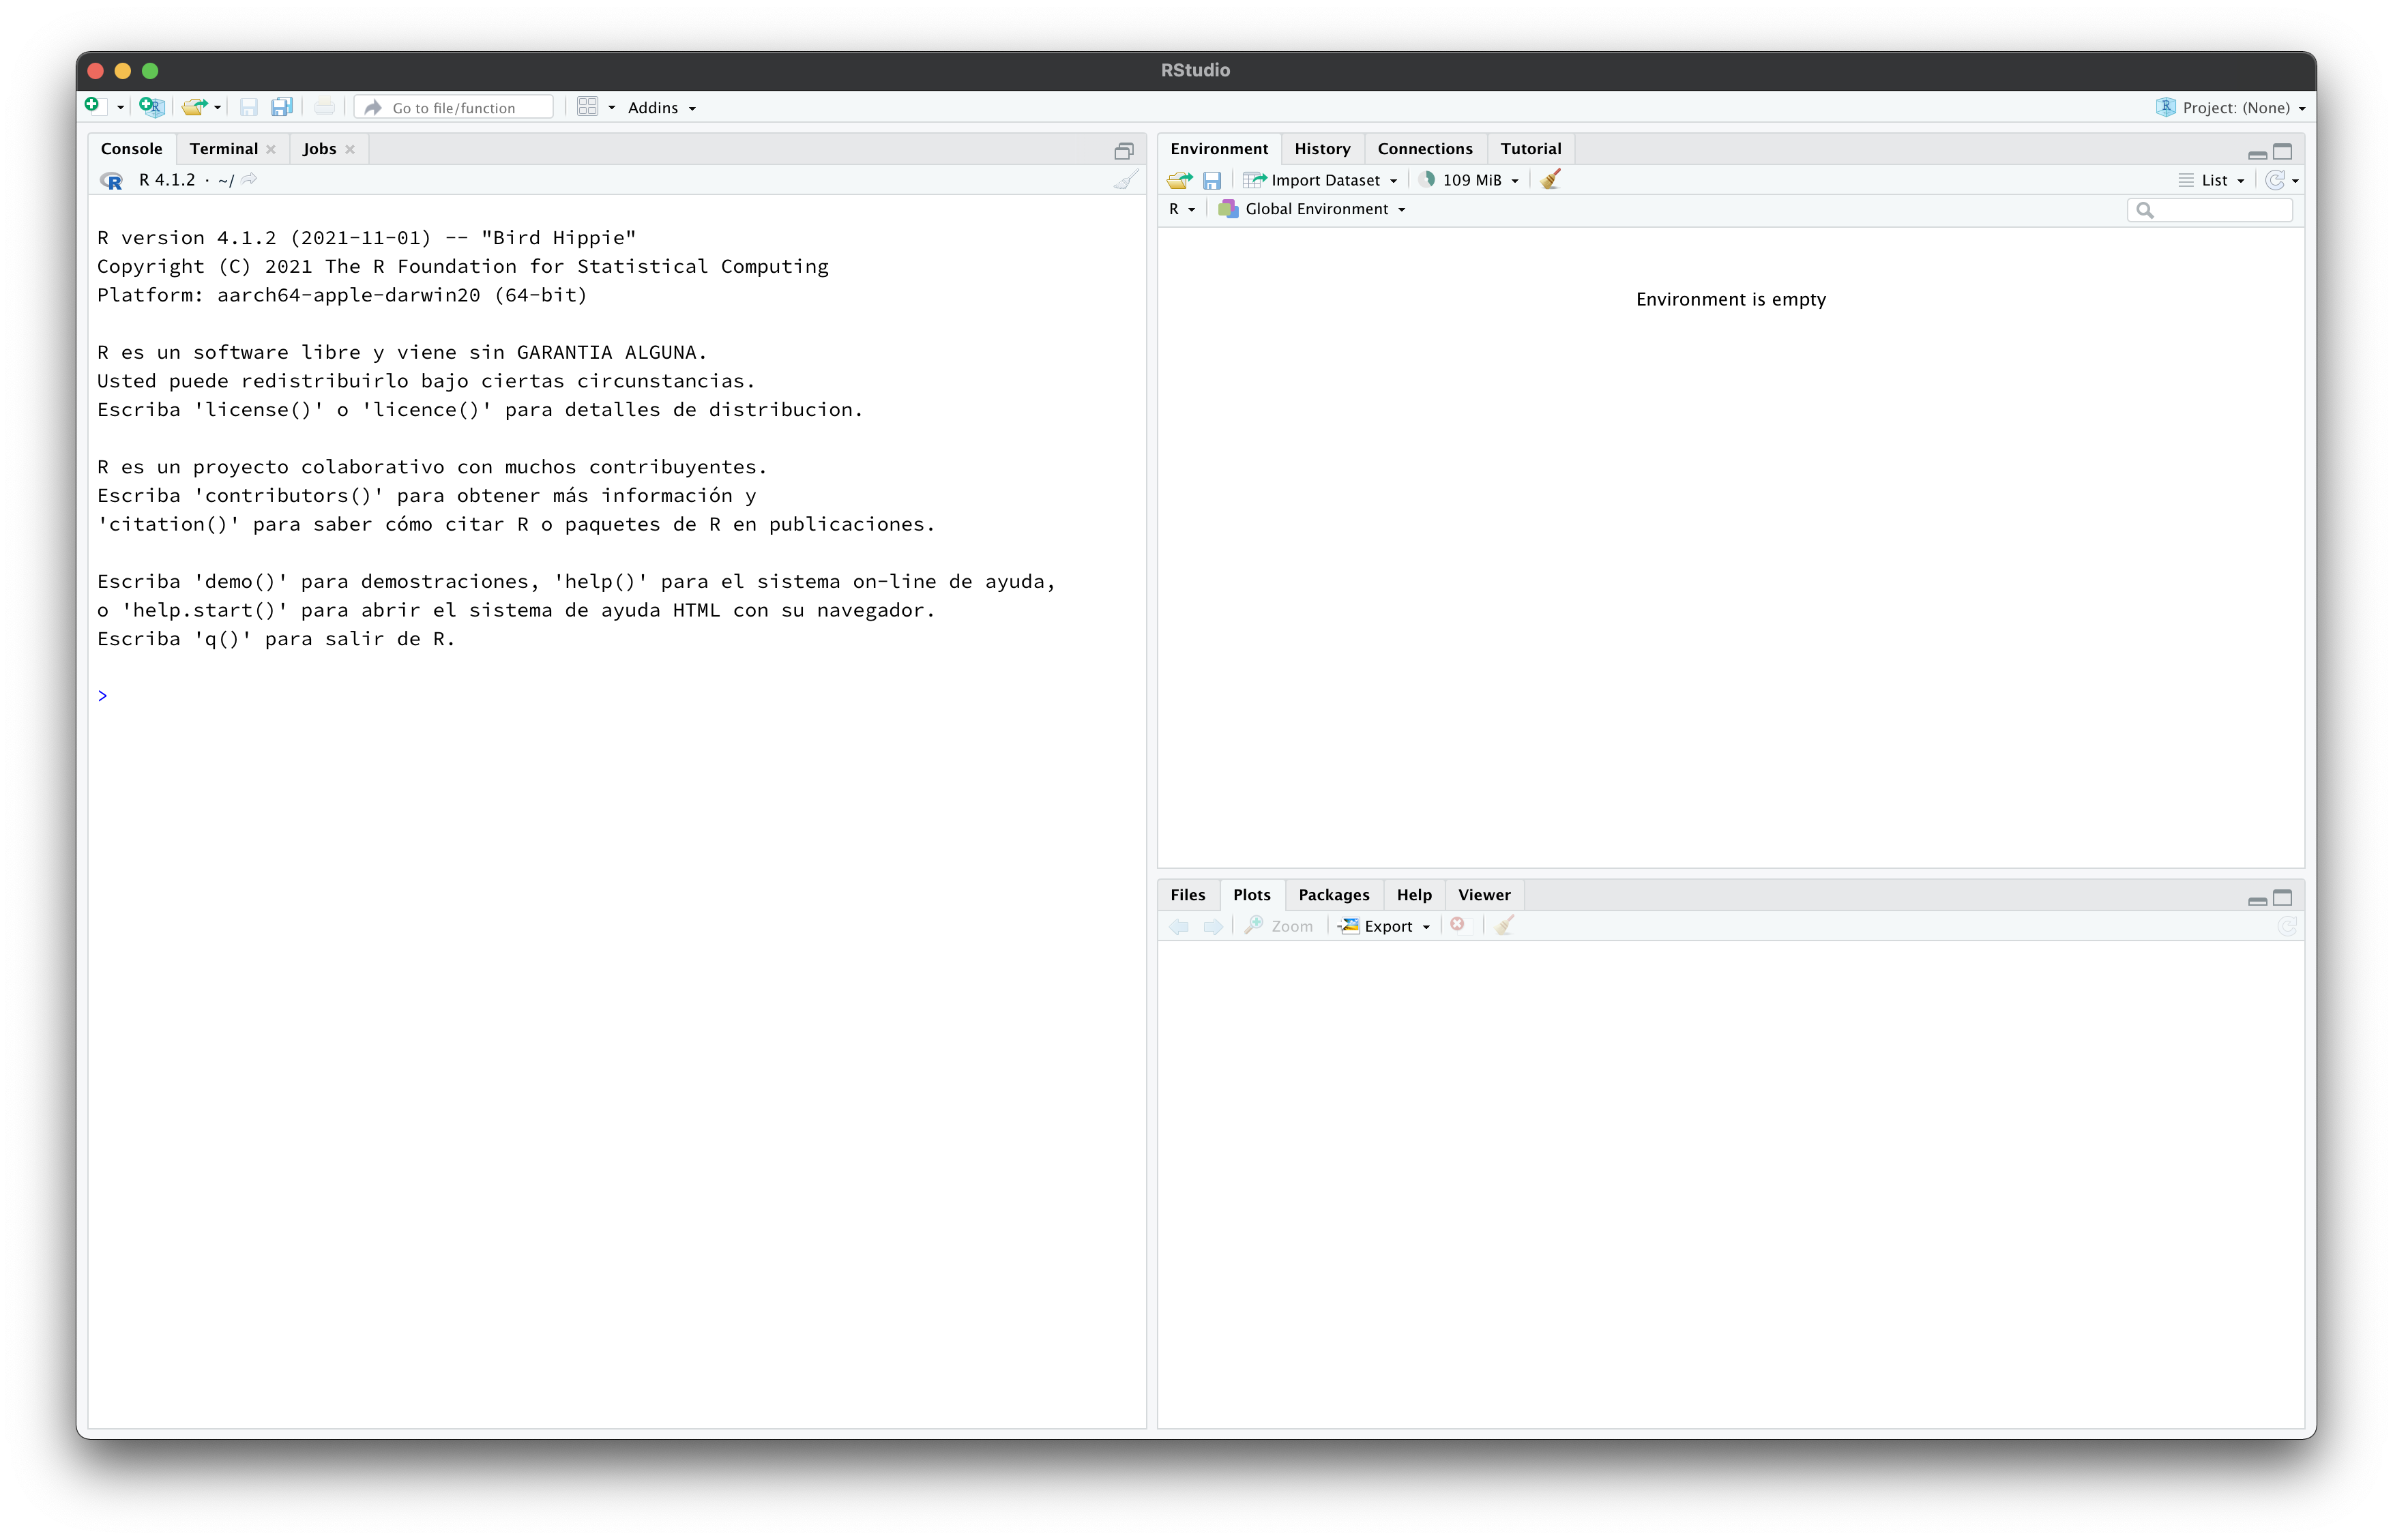 RStudio
Go to file/function
Addins
Project: (None)
Console Terminal Jobs
R 4.1.2 · ~/
R version 4.1.2 (2021-11-01) -- "Bird Hippie"
Copyright (C) 2021 The R Foundation for Statistical Computing
Platform: aarch64-apple-darwin20 (64-bit)
R es un software libre y viene sin GARANTIA ALGUNA.
Usted puede redistribuirlo bajo ciertas circunstancias.
Escriba 'license()' o 'licence()' para detalles de distribucion.
R es un proyecto colaborativo con muchos contribuyentes.
Escriba 'contributors()' para obtener más información y
'citation()' para saber cómo citar R o paquetes de R en publicaciones.
Escriba 'demo()' para demostraciones, 'help()' para el sistema on-line de ayuda,
o 'help.start()' para abrir el sistema de ayuda HTML con su navegador.
Escriba 'q()' para salir de R.
>
Environment History Connections Tutorial
Import Dataset 109 MiB List
R Global Environment
Environment is empty
Files Plots Packages Help Viewer
Zoom Export